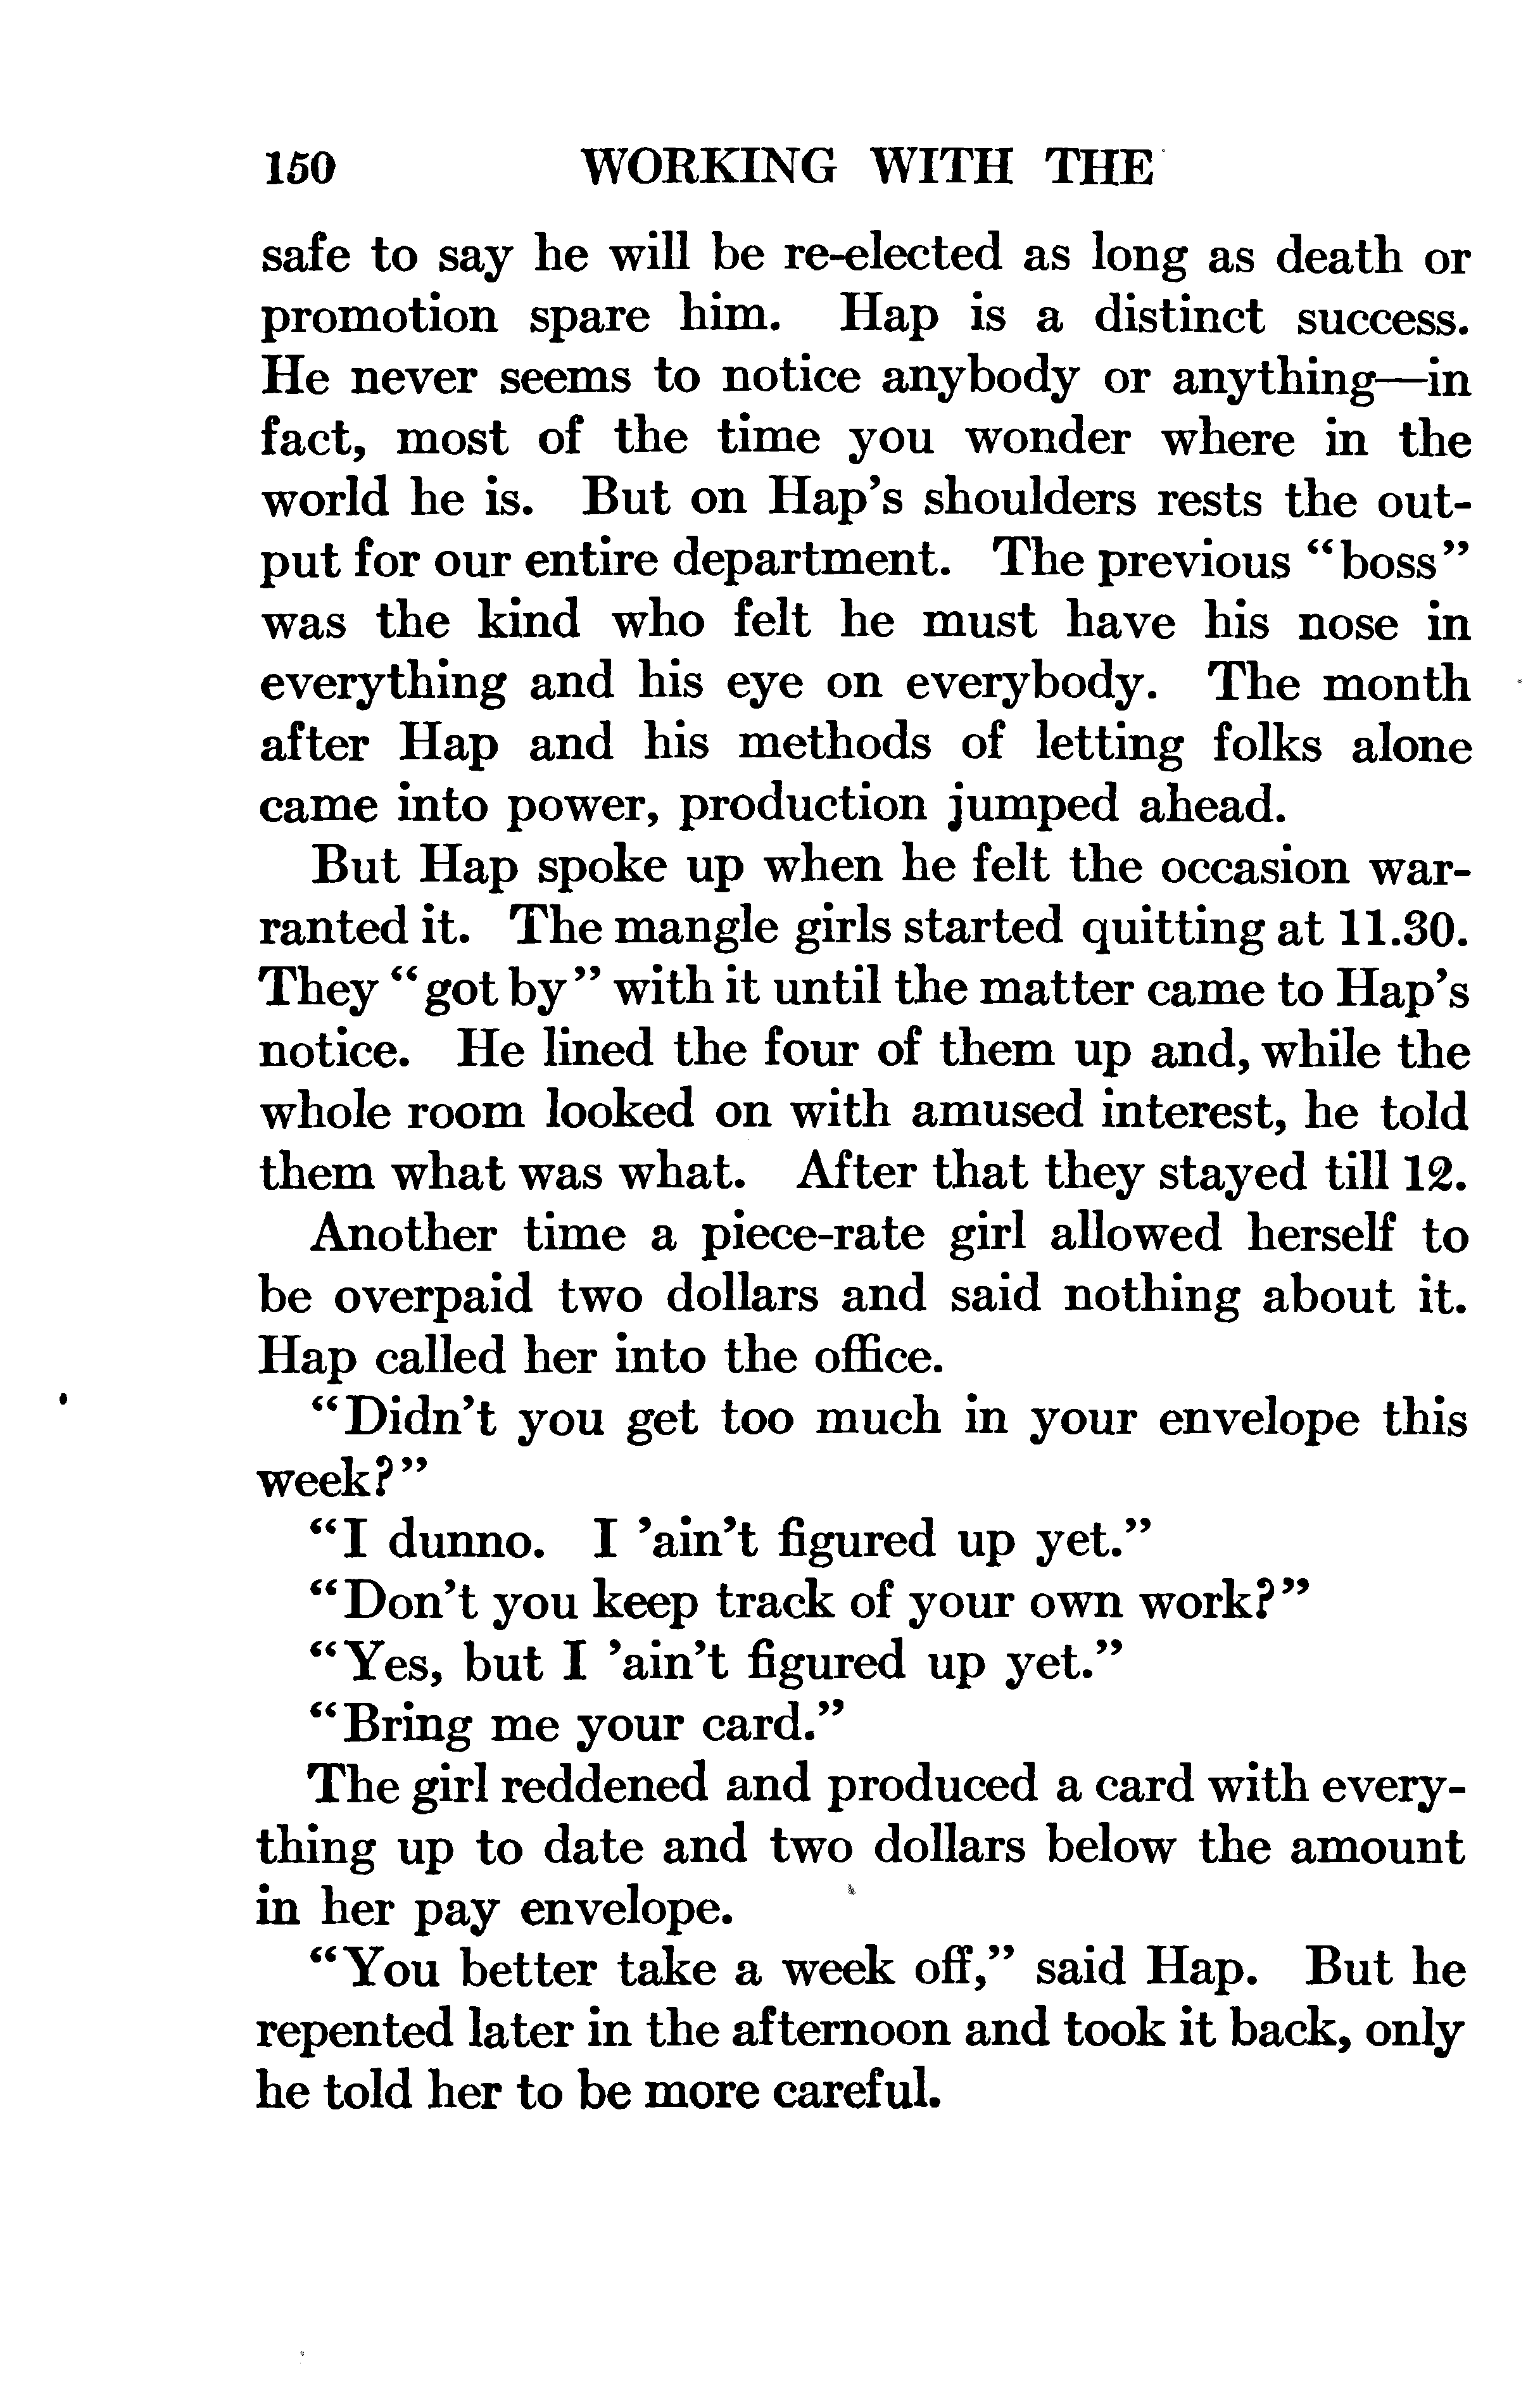 150 WORKING WITH THE
safe to say he will be re-elected as long as death or
promotion spare him. Hap is a distinct success.
He never seems to notice anybody or anything—in
fact, most of the time you wonder where in the
world he is. But on Hap's shoulders rests the out-
put for our entire department. The previous “boss”
was the kind who felt he must have his nose in
everything and his eye on everybody. The month
after Hap and his methods of letting folks alone
came into power, production jumped ahead.
But Hap spoke up when he felt the occasion war-
ranted it. The mangle girls started quitting at 11.30.
They “got by” with it until the matter came to Hap's
notice. He lined the four of them up and, while the
whole room looked on with amused interest, he told
them what was what. After that they stayed till 12.
Another time a piece-rate girl allowed herself to
be overpaid two dollars and said nothing about it.
Hap called her into the office.
“Didn't you get too much in your envelope this
week?”
“I dunno. I 'ain't figured up yet.”
“Don't you keep track of your own work?”
“Yes, but I 'ain't figured up yet.”
“Bring me your card.”
The girl reddened and produced a card with every-
thing up to date and two dollars below the amount
in her pay envelope.
“You better take a week off,” said Hap. But he
repented later in the afternoon and took it back, only
he told her to be more careful.